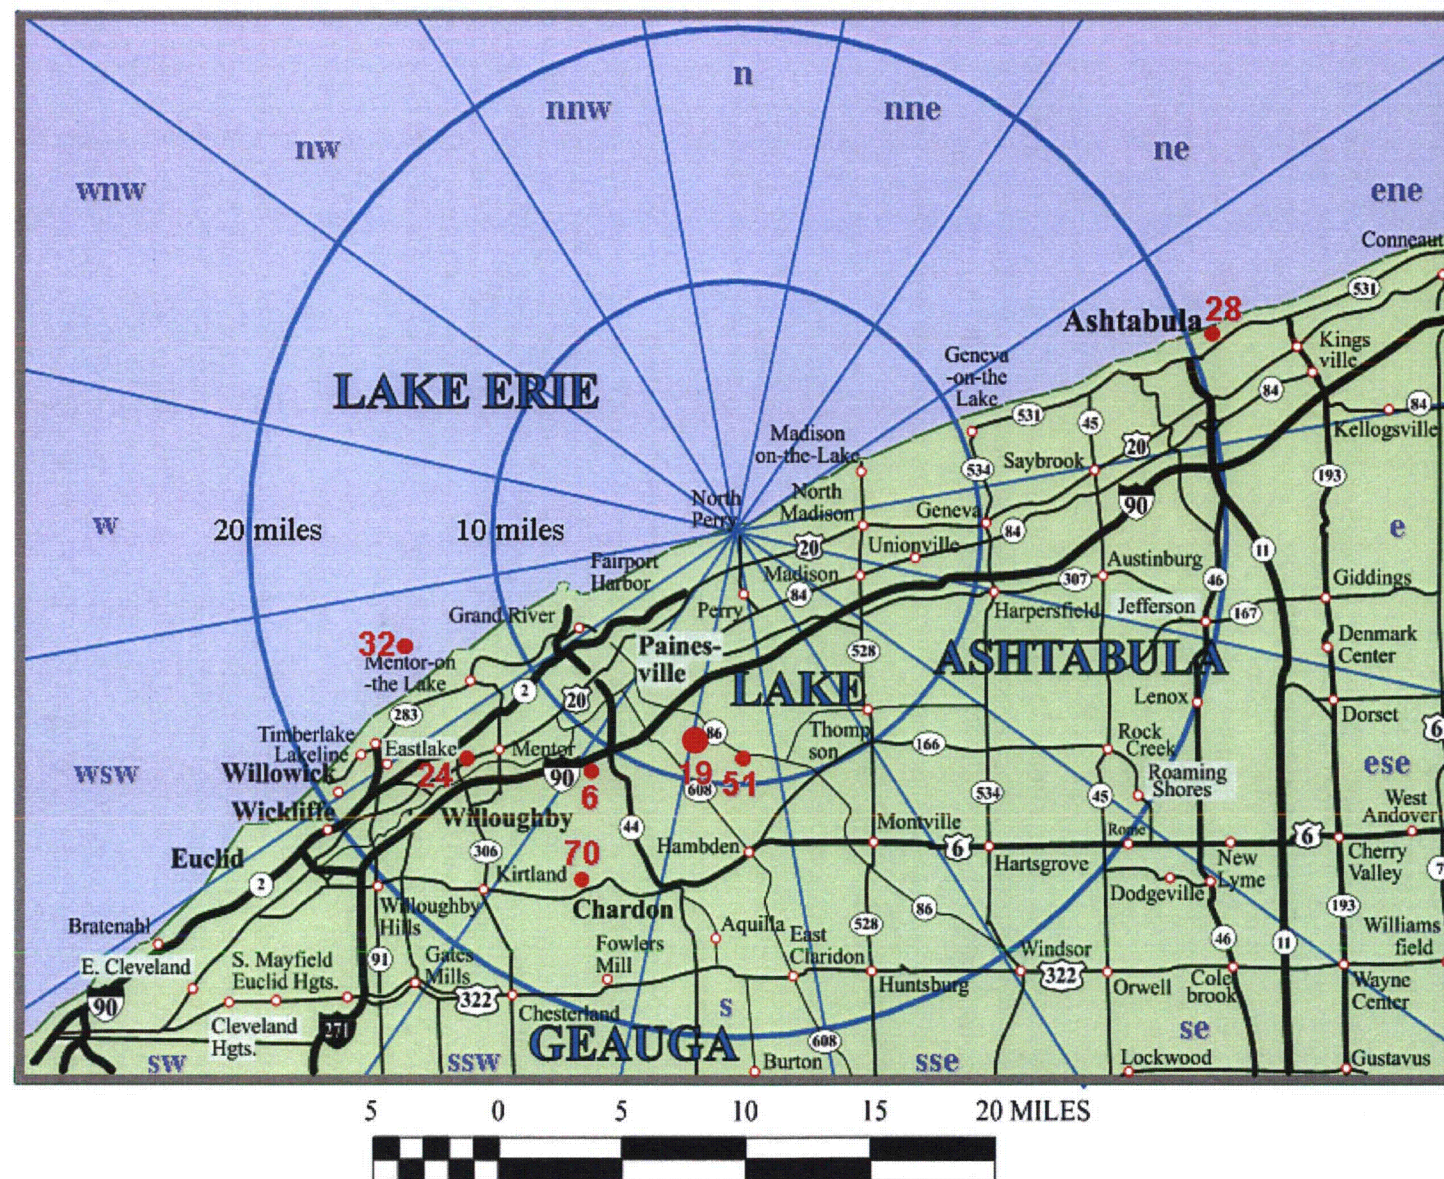 n
nnw
nne
nw
ne
wnw
ene
Conneaut
531
28
Ashtabula
Kings
ville
Geneva
-on-the
Lake
LAKE ERIE
531
84
84
45
20
Kellogsville
Madison
on-the-Lake
534
Saybrook
193
North
Perry
North
Madison
Geneva
90
w
20 miles
10 miles
84
e
20
Unionville
11
Fairport
Harbor
Madison
Austinburg
307
46
Giddings
84
Grand River
Perry
Harpersfield
Jefferson
167
32
Mentor-on
-the Lake
Paines-
ville
528
ASHTABULA
Denmark
Center
LAKE
2
20
Lenox
283
Dorset
6
Timberlake
Lakeline
Eastlake
Mentor
86
Thomp
son
166
Rock
Creek
wsw
Willowick
24
90
6
19
51
608
Roaming
Shores
ese
534
45
West
Andover
Wickliffe
Willoughby
44
Montville
Rome
6
6
Euclid
306
70
Hambden
Hartsgrove
New
Lyme
Cherry
Valley
2
Kirtland
7
Dodgeville
Willoughby
Hills
Chardon
86
193
Bratenahl
Aquilla
528
Williams
field
91
Fowlers
Mill
East
Claridon
46
11
E. Cleveland
S. Mayfield
Euclid Hgts.
Gates
Mills
Windsor
322
90
322
Huntsburg
Orwell
Cole
brook
Wayne
Center
271
Cleveland
Hgts.
Chesterland
s
GEAUGA
608
se
sw
ssw
Burton
sse
Lockwood
Gustavus
5 0 5 10 15 20 MILES